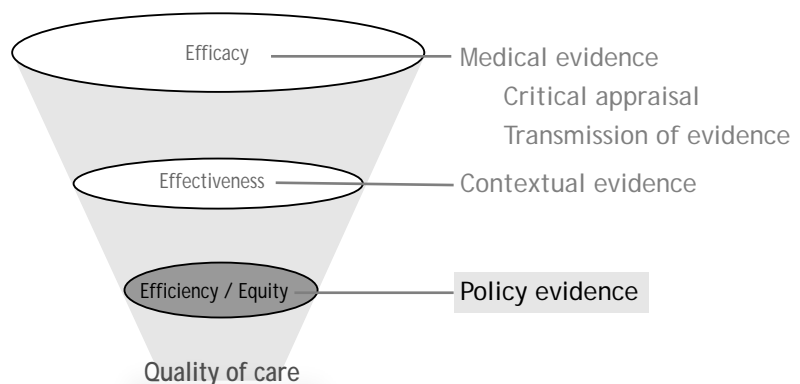 Efficacy
Medical evidence
Critical appraisal
Transmission of evidence
Effectiveness
Contextual evidence
Efficiency / Equity
Policy evidence
Quality of care